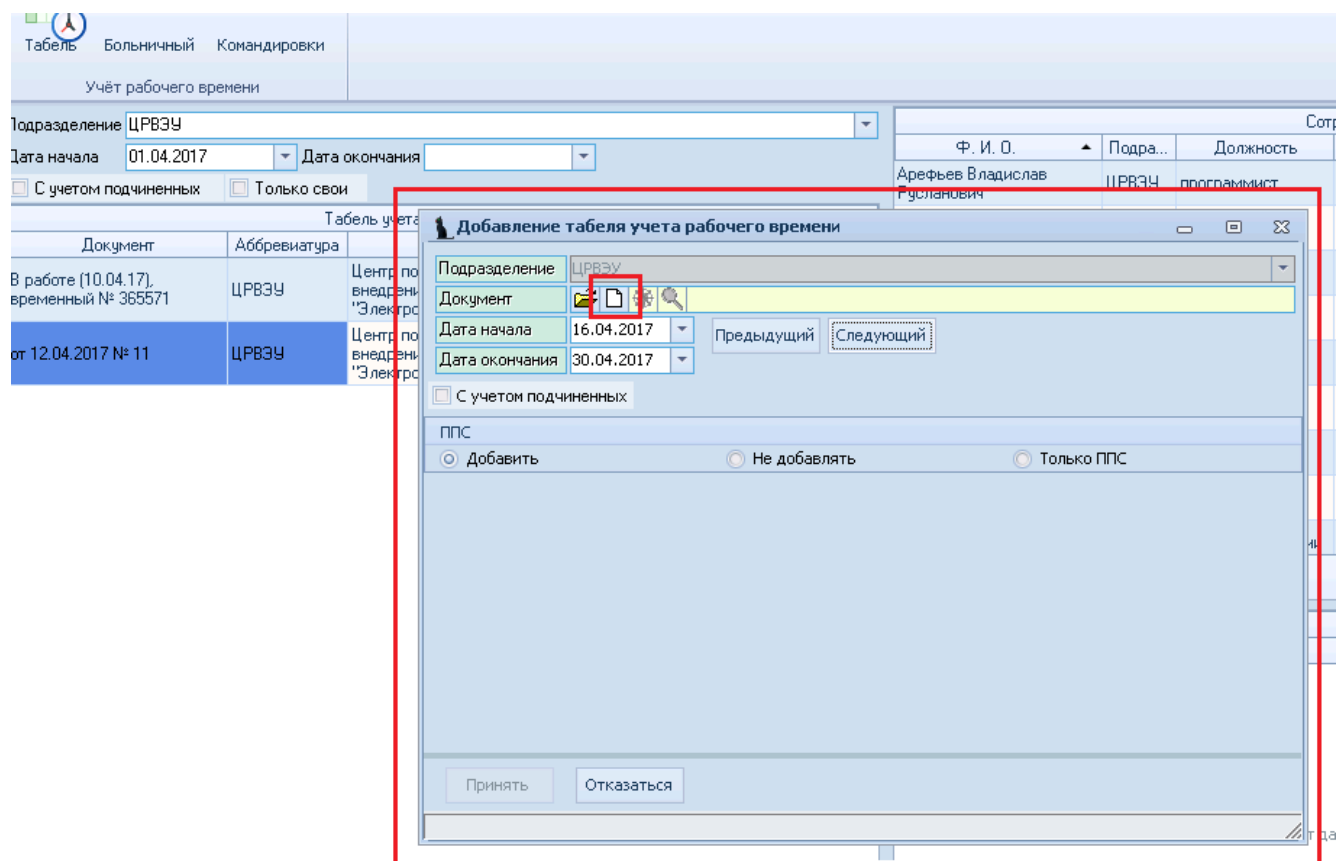 Табель Больничный Командировки
Учёт рабочего времени
Подразделение ЦРВЭУ
Дата начала 01.04.2017 Дата окончания
С учетом подчиненных Только свои
Ф. И. О. Подра... Должность
Арефьев Владислав
Русланович
ЦРВЭУ программист
Табель учета
Документ Аббревиатура
В работе (10.04.17),
временный № 365571
ЦРВЭУ
Центр по
внедрени
"Электро
от 12.04.2017 № 11
ЦРВЭУ
Центр по
внедрени
"Электро
Добавление табеля учета рабочего времени
Подразделение ЦРВЭУ
Документ
Дата начала 16.04.2017 Предыдущий Следующий
Дата окончания 30.04.2017
С учетом подчиненных
ППС
Добавить Не добавлять Только ППС
Принять Отказаться